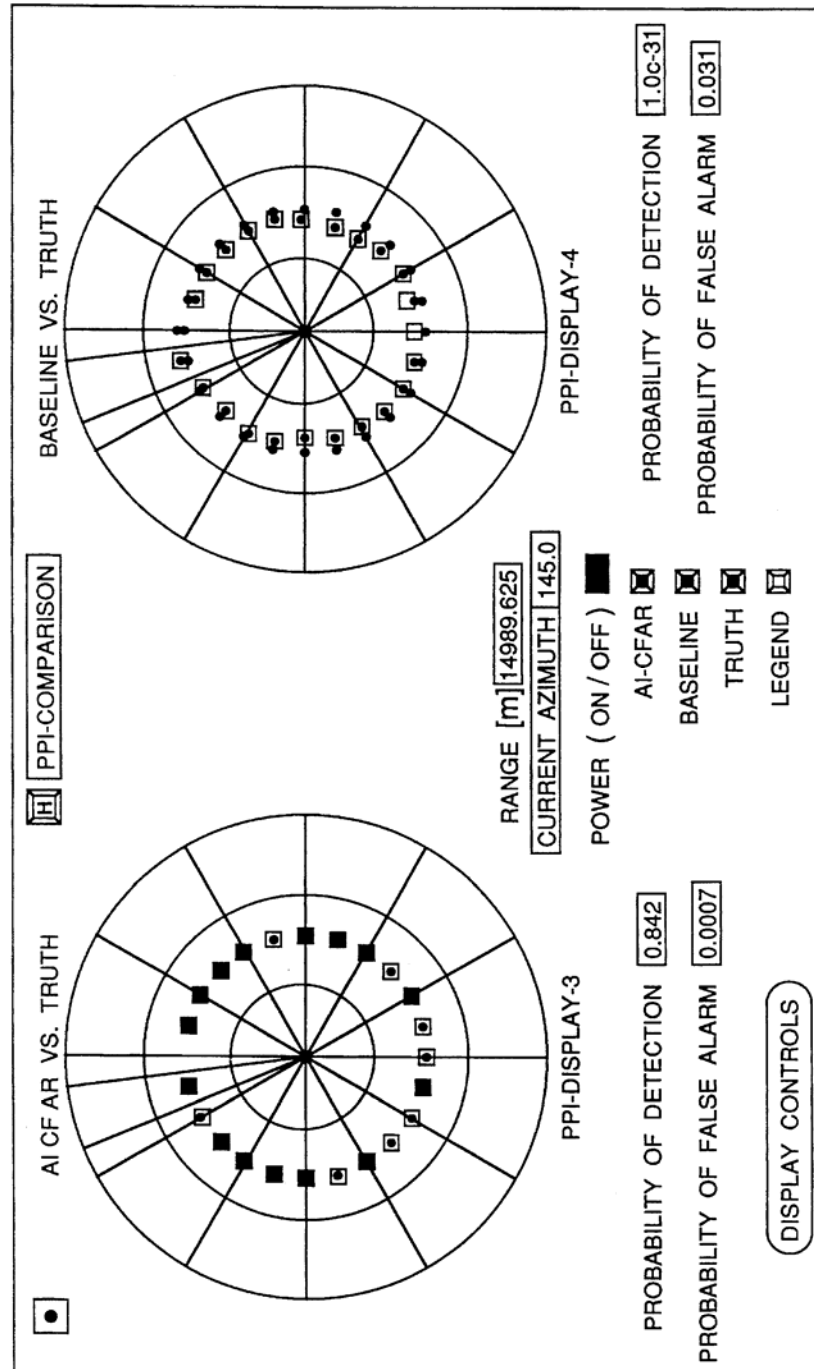 H PPI-COMPARISON
AI CF AR VS. TRUTH
BASELINE VS. TRUTH
PPI-DISPLAY-3
PPI-DISPLAY-4
RANGE [m] 14989.625
CURRENT AZIMUTH 145.0
POWER ( ON / OFF )
AI-CFAR
BASELINE
TRUTH
LEGEND
PROBABILITY OF DETECTION 0.842
PROBABILITY OF FALSE ALARM 0.0007
PROBABILITY OF DETECTION 1.0c-31
PROBABILITY OF FALSE ALARM 0.031
DISPLAY CONTROLS